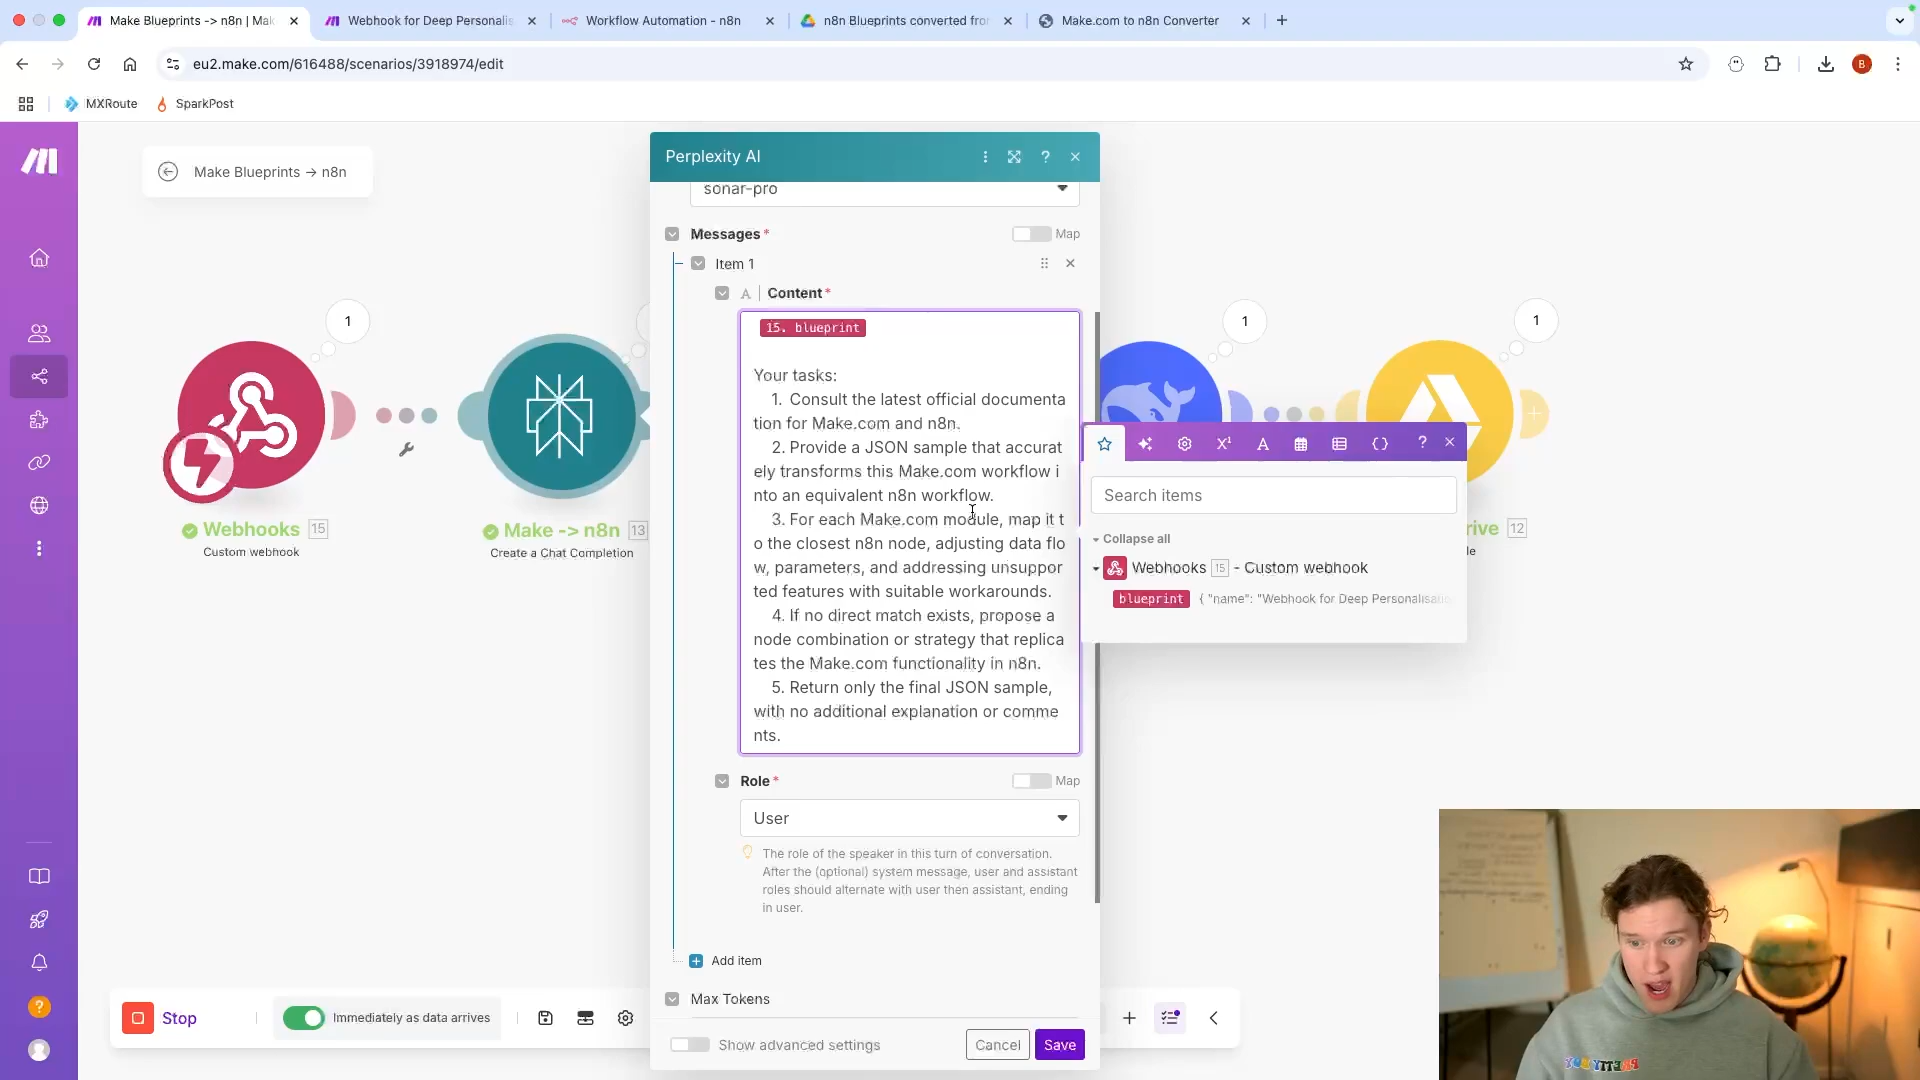 Make Blueprints -> n8n | Mak
Webhook for Deep Personalis
Workflow Automation - n8n
n8n Blueprints converted fro
Make.com to n8n Converter
eu2.make.com/616488/scenarios/3918974/edit
B
MXRoute
SparkPost
Make Blueprints -> n8n
Perplexity AI
?
sonar-pro
Messages*
Map
Item 1
A
Content*
15. blueprint
Your tasks:
1. Consult the latest official documenta
tion for Make.com and n8n.
2. Provide a JSON sample that accurat
ely transforms this Make.com workflow i
nto an equivalent n8n workflow.
3. For each Make.com module, map it t
o the closest n8n node, adjusting data flo
w, parameters, and addressing unsuppor
ted features with suitable workarounds.
4. If no direct match exists, propose a
node combination or strategy that replica
tes the Make.com functionality in n8n.
5. Return only the final JSON sample,
with no additional explanation or comme
nts.
Role*
Map
User
The role of the speaker in this turn of conversation.
After the (optional) system message, user and assistant
roles should alternate with user then assistant, ending
in user.
Add item
Max Tokens
Show advanced settings
Cancel
Save
1
Webhooks 15
Custom webhook
Make -> n8n 13
Create a Chat Completion
1
1
rive 12
le
X¹
A
{}
?
Search items
Collapse all
Webhooks 15 - Custom webhook
blueprint { "name": "Webhook for Deep Personalisa
?
Stop
Immediately as data arrives